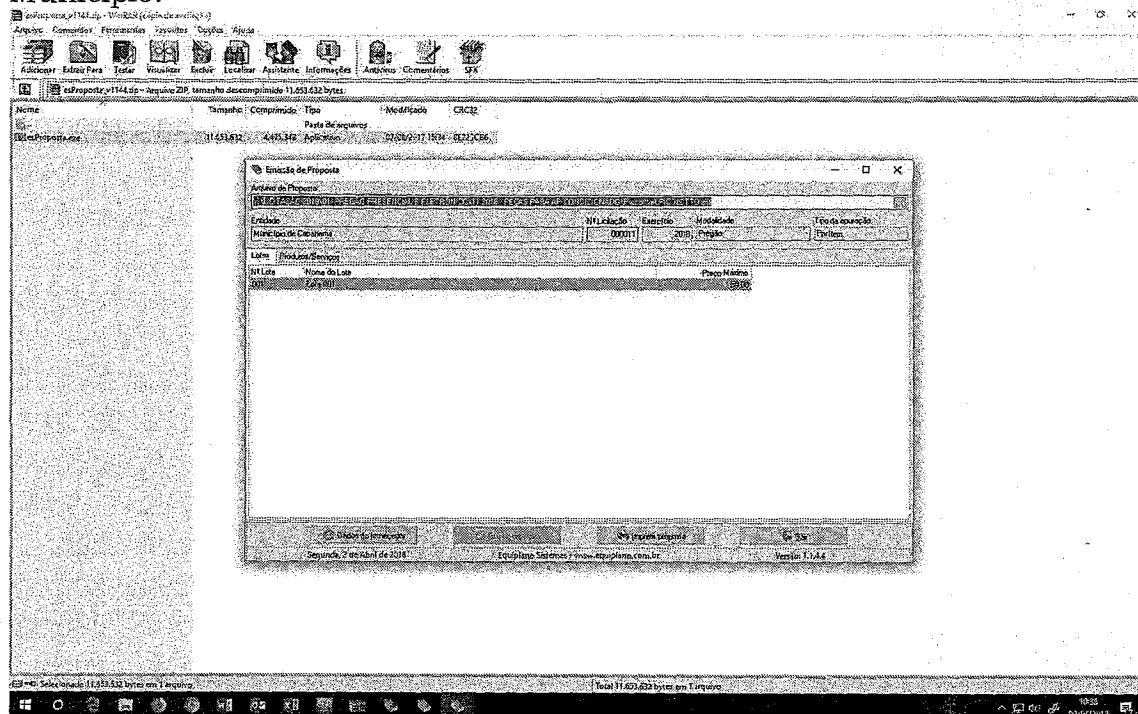 Município.
esProposta_v1144.zip - WinRAR (cópia de avaliação)
Arquivo Comandos Ferramentas Favoritos Opções Ajuda
Adicionar Extrair Para Testar Visualizar Excluir Localizar Assistente Informações Antivírus Comentários SFX
esProposta_v1144.zip - Arquivo ZIP, tamanho descomprimido 11.653.632 bytes
Nome Tamanho Comprimido Tipo Modificado CRC32
Pasta de arquivos
esProposta.exe 11.653.632 Aplicativo
Emissão de Proposta
Arquivo de Proposta
Entidade Nº Licitação Exercício Modalidade Tipo da apuração
Município de Capanema 000011 2018 Pregão Por Item
Lotes Produtos/Serviços
Nº Lote Nome do Lote Preço Máximo
001 Lote 001
Dados do fornecedor Imprimir proposta Sair
Segunda, 2 de Abril de 2018 Equiplano Sistemas - www.equiplano.com.br Versão: 1.1.4.4
Selecionado 11.653.632 bytes em 1 arquivo Total 11.653.632 bytes em 1 arquivo
10:38